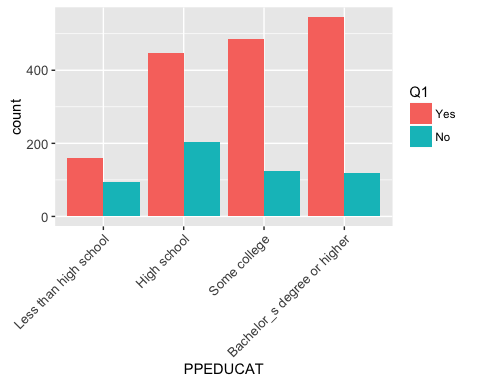 400
200
0
count
Less than high school
High school
Some college
Bachelor_s degree or higher
PPEDUCAT
Q1
Yes
No